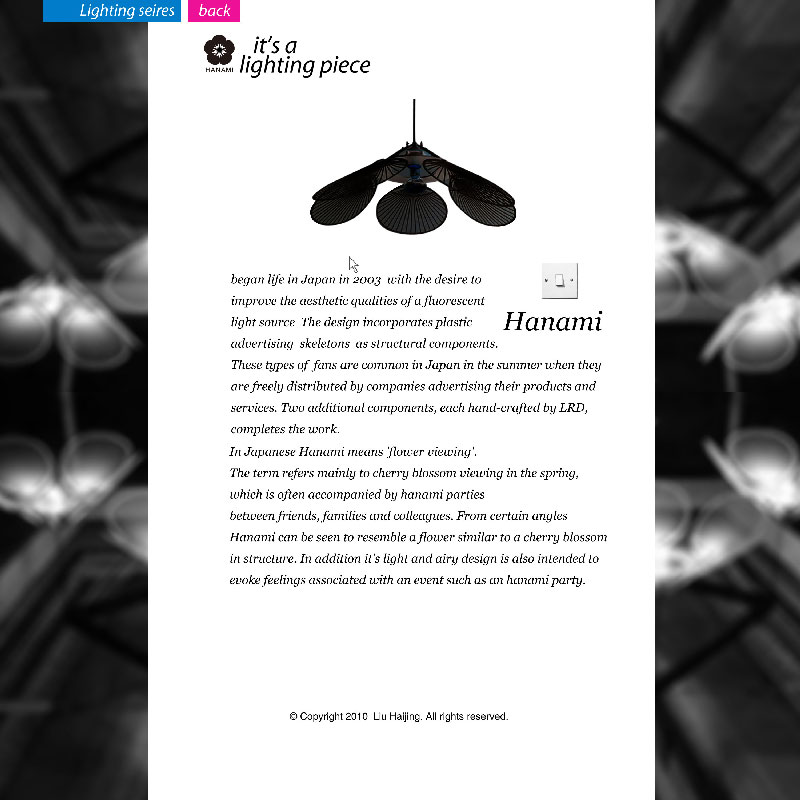 Lighting seires
back
it's a
HANAMI
lighting piece
began life in Japan in 2003 with the desire to
improve the aesthetic qualities of a fluorescent
light source The design incorporates plastic
Hanami
advertising skeletons as structural components.
These types of fans are common in Japan in the summer when they
are freely distributed by companies advertising their products and
services. Two additional components, each hand-crafted by LRD,
completes the work.
In Japanese Hanami means 'flower viewing'.
The term refers mainly to cherry blossom viewing in the spring,
which is often accompanied by hanami parties
between friends, families and colleagues. From certain angles
Hanami can be seen to resemble a flower similar to a cherry blossom
in structure. In addition it's light and airy design is also intended to
evoke feelings associated with an event such as an hanami party.
© Copyright 2010 Liu Haijing. All rights reserved.